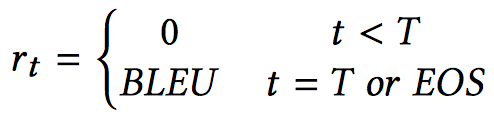 r_t = { 0 t < T
BLEU t = T or EOS